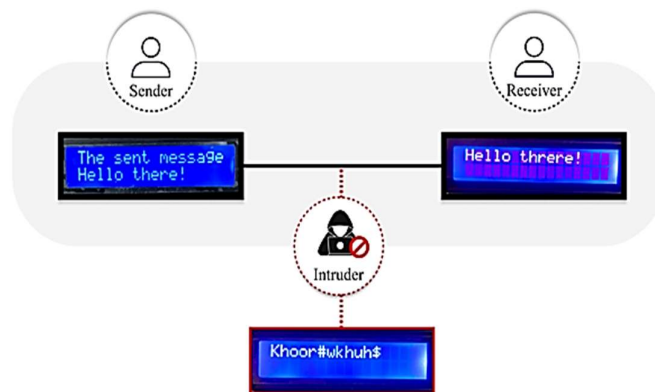 Sender
Receiver
The sent message
Hello there!
Hello threre!
Intruder
Khoor#wkhuh$